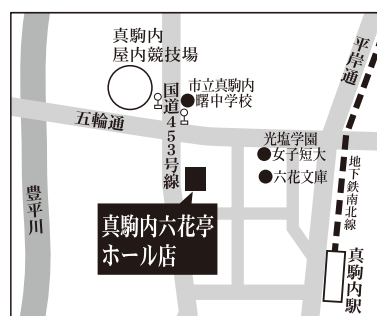 真駒内
屋内競技場
国道453号線
市立真駒内
曙中学校
平岸通
五輪通
光塩学園
女子短大
六花文庫
地下鉄南北線
豊平川
真駒内六花亭
ホール店
真駒内駅